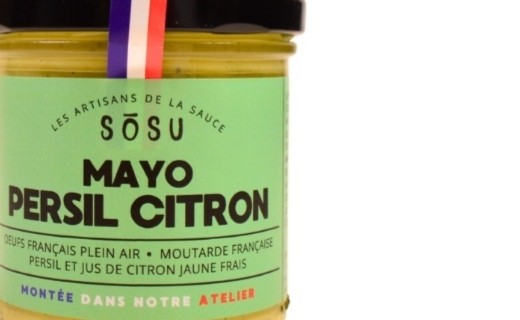 LES ARTISANS DE LA SAUCE
SŌSU
MAYO
PERSIL CITRON
OEUFS FRANÇAIS PLEIN AIR • MOUTARDE FRANÇAISE
PERSIL ET JUS DE CITRON JAUNE FRAIS
MONTÉE DANS NOTRE ATELIER